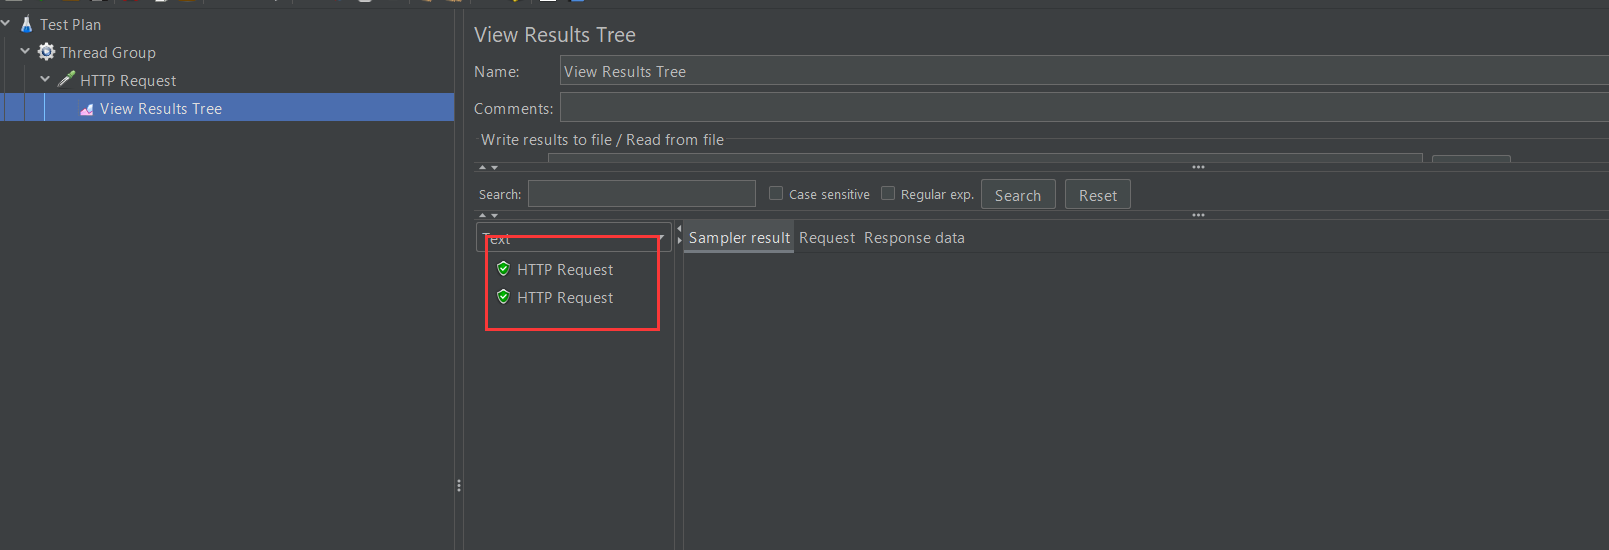 Test Plan
Thread Group
HTTP Request
View Results Tree
View Results Tree
Name: View Results Tree
Comments:
Write results to file / Read from file
Search: Case sensitive Regular exp. Search Reset
Text
Sampler result Request Response data
HTTP Request
HTTP Request